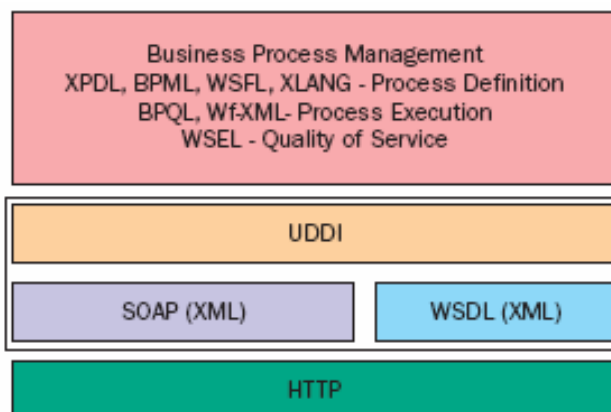 Business Process Management
XPDL, BPML, WSFL, XLANG - Process Definition
BPQL, Wf-XML- Process Execution
WSEL - Quality of Service
UDDI
SOAP (XML)
WSDL (XML)
HTTP